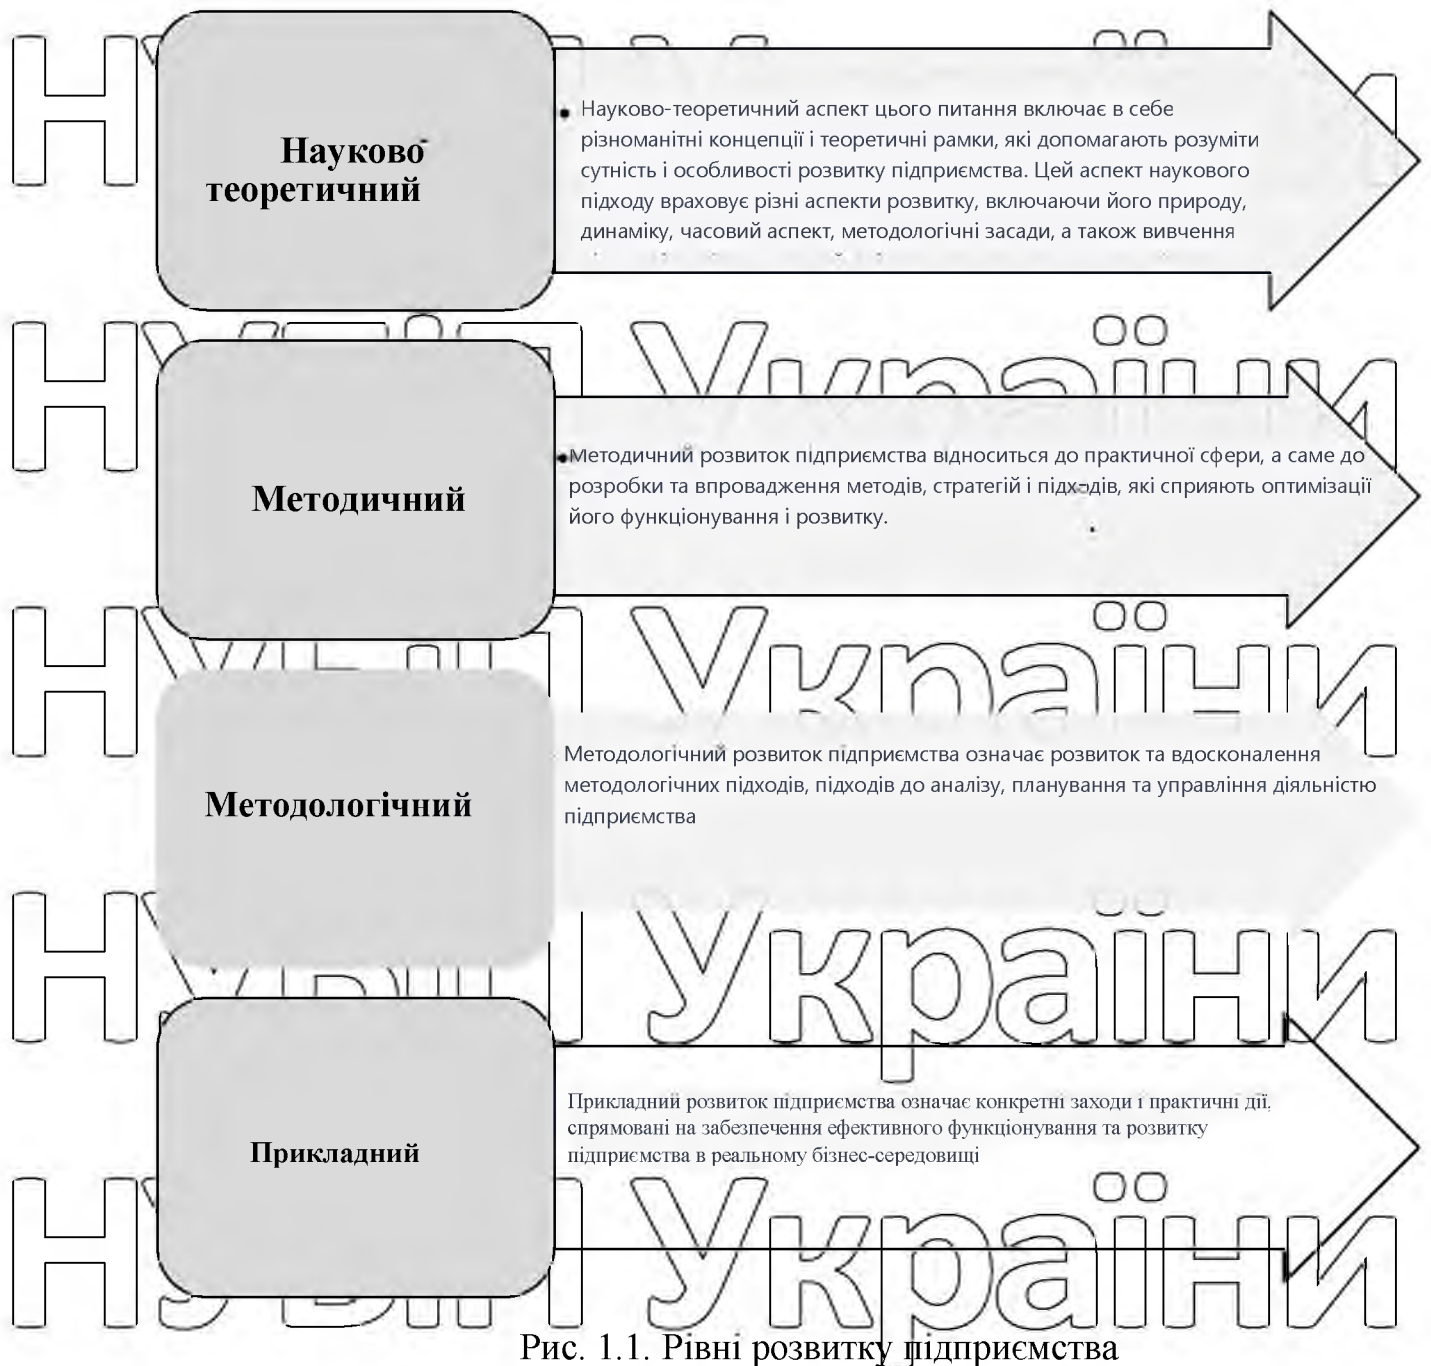 Науково-
теоретичний
Науково-теоретичний аспект цього питання включає в себе
різноманітні концепції і теоретичні рамки, які допомагають розуміти
сутність і особливості розвитку підприємства. Цей аспект наукового
підходу враховує різні аспекти розвитку, включаючи його природу,
динаміку, часовий аспект, методологічні засади, а також вивчення
Методичний
Методичний розвиток підприємства відноситься до практичної сфери, а саме до
розробки та впровадження методів, стратегій і підходів, які сприяють оптимізації
його функціонування і розвитку.
Методологічний
Методологічний розвиток підприємства означає розвиток та вдосконалення
методологічних підходів, підходів до аналізу, планування та управління діяльністю
підприємства
Прикладний
Прикладний розвиток підприємства означає конкретні заходи і практичні дії,
спрямовані на забезпечення ефективного функціонування та розвитку
підприємства в реальному бізнес-середовищі
НУБіП України
НУБіП України
НУБіП України
НУБіП України
НУБіП України
Рис. 1.1. Рівні розвитку підприємства